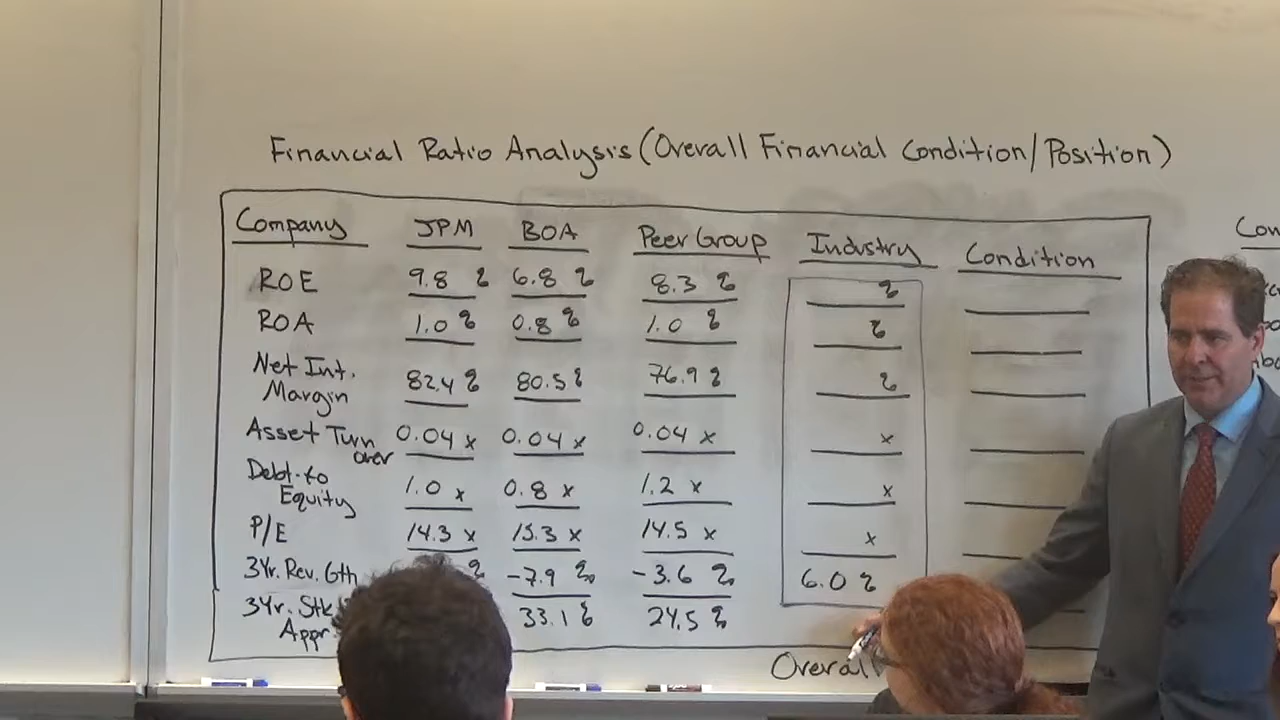 Financial Ratio Analysis (Overall Financial Condition/Position)
Company JPM BOA Peer Group Industry Condition
ROE 9.8 % 6.8 % 8.3 % %
ROA 1.0 % 0.8 % 1.0 % %
Net Int. Margin 82.4 % 80.5 % 76.9 % %
Asset Turn over 0.04 x 0.04 x 0.04 x x
Debt-to Equity 1.0 x 0.8 x 1.2 x x
P/E 14.3 x 15.3 x 14.5 x x
3Yr. Rev. Gth % -7.9 % -3.6 % 6.0 %
3Yr. Stk Appr. 33.1 % 24.5 %
Overall